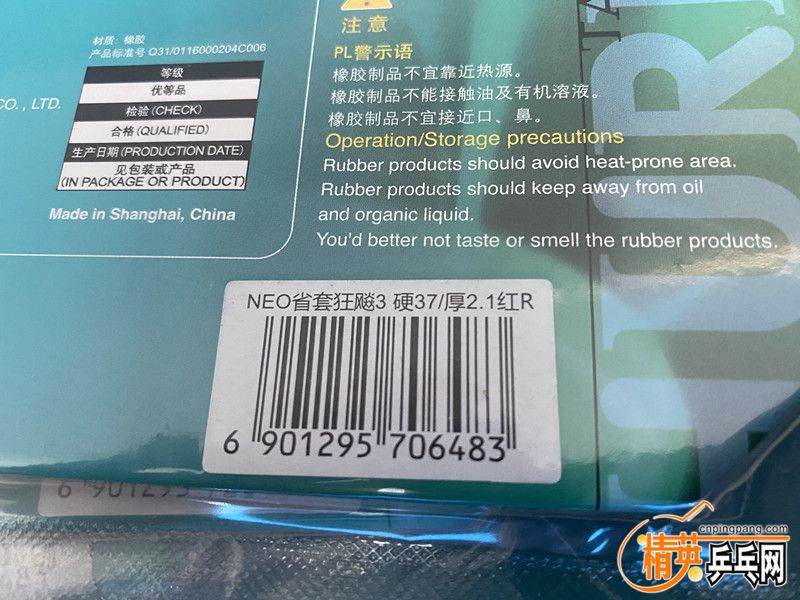 材质: 橡胶
产品标准号 Q31/0116000204C006
CO. , LTD.
等级
优等品
检验 (CHECK)
合格 (QUALIFIED)
生产日期 (PRODUCTION DATE)
见包装或产品
(IN PACKAGE OR PRODUCT)
Made in Shanghai, China
注意
PL警示语
橡胶制品不宜靠近热源。
橡胶制品不能接触油及有机溶液。
橡胶制品不宜接近口、鼻。
Operation/Storage precautions
Rubber products should avoid heat-prone area.
Rubber products should keep away from oil
and organic liquid.
You'd better not taste or smell the rubber products.
HUR
NEO省套狂飚3 硬37/厚2.1红R
6 901295 706483
6 901295
cnpingpang.com
精英乒乓网